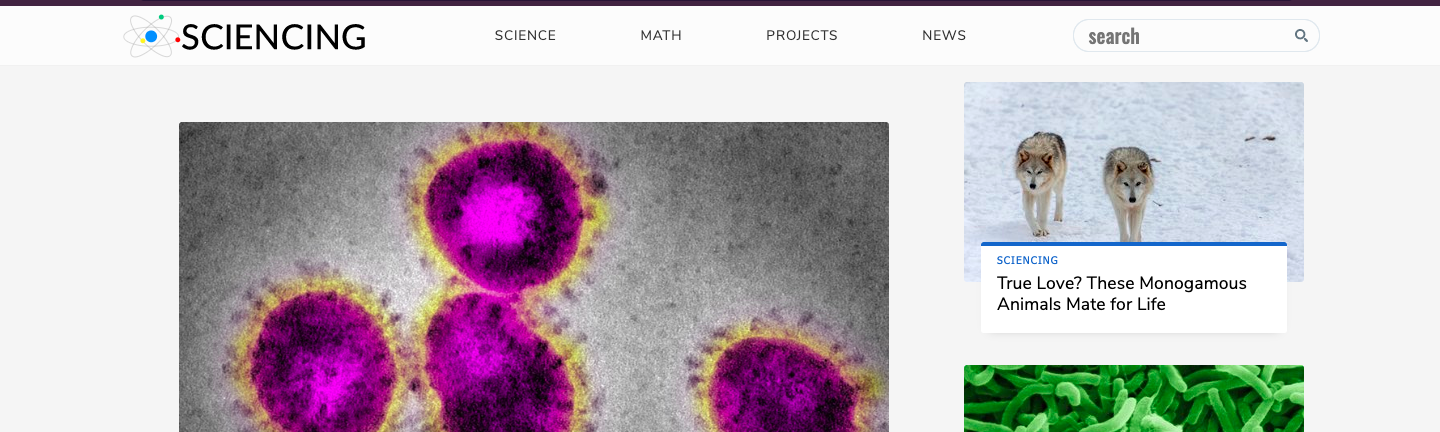 SCIENCING
SCIENCE
MATH
PROJECTS
NEWS
search
SCIENCING
True Love? These Monogamous
Animals Mate for Life